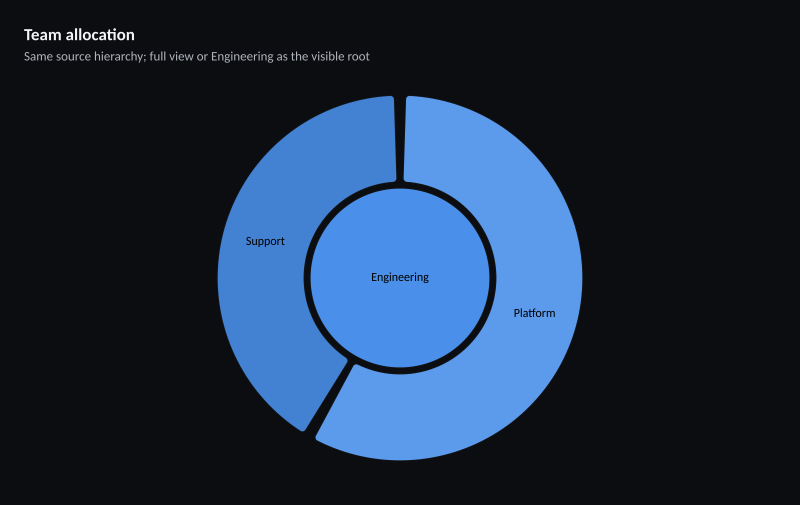 Team allocation
Same source hierarchy; full view or Engineering as the visible root
Support
Engineering
Platform